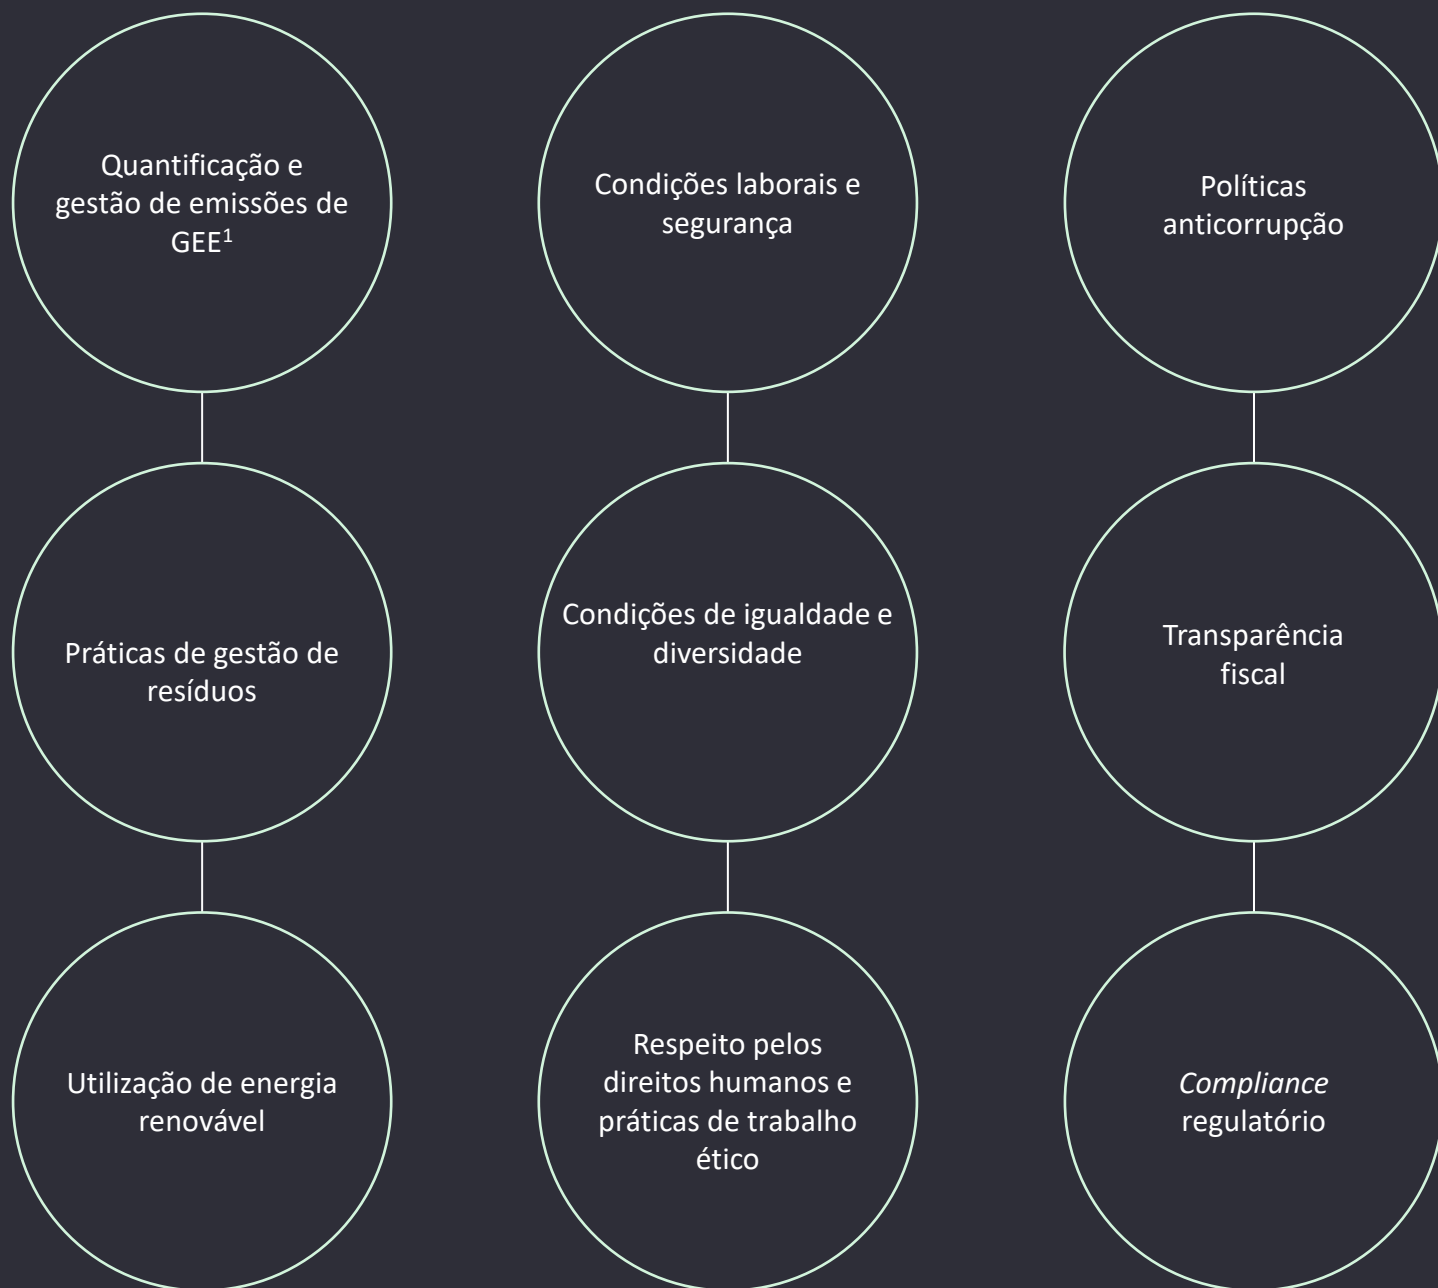 Quantificação e
gestão de emissões de
GEE¹
Práticas de gestão de
resíduos
Utilização de energia
renovável
Condições laborais e
segurança
Condições de igualdade e
diversidade
Respeito pelos
direitos humanos e
práticas de trabalho
ético
Políticas
anticorrupção
Transparência
fiscal
Compliance
regulatório